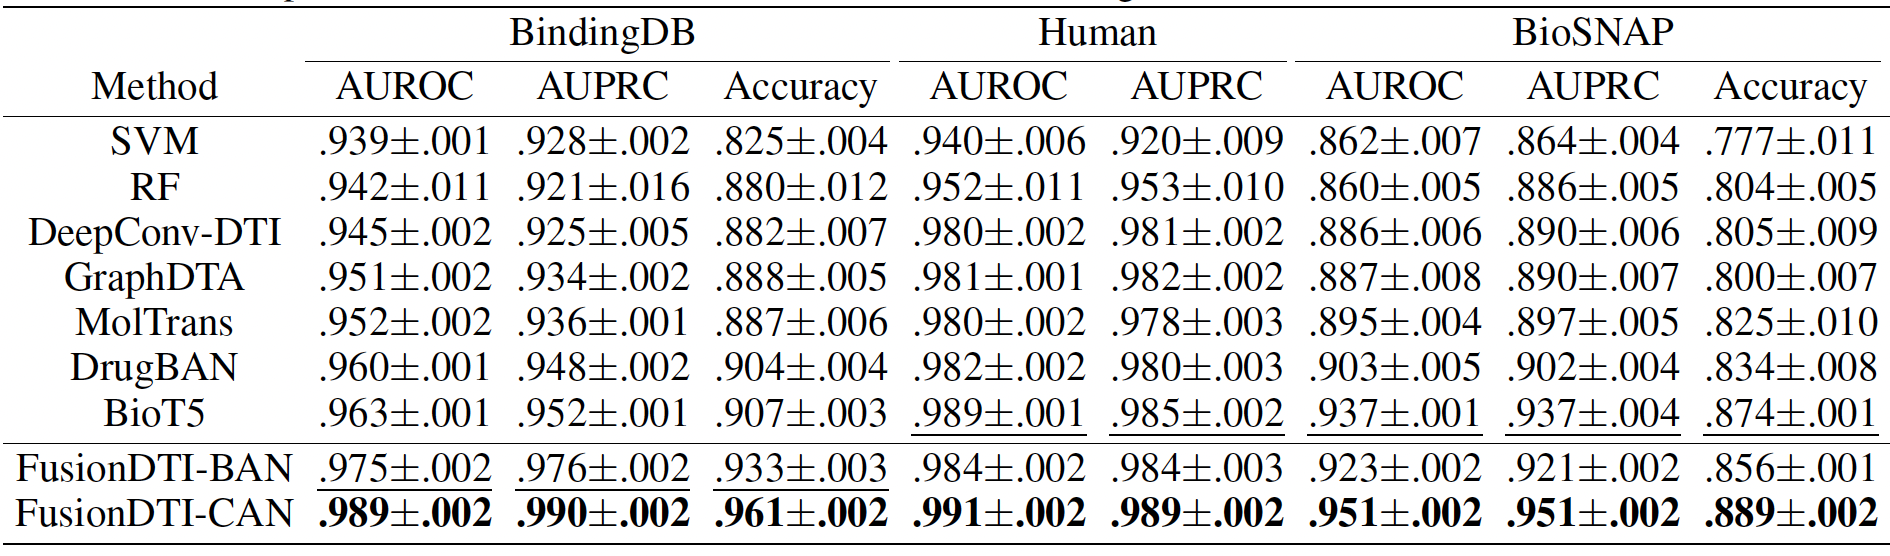 BindingDB Human BioSNAP
Method AUROC AUPRC Accuracy AUROC AUPRC AUROC AUPRC Accuracy
SVM .939±.001 .928±.002 .825±.004 .940±.006 .920±.009 .862±.007 .864±.004 .777±.011
RF .942±.011 .921±.016 .880±.012 .952±.011 .953±.010 .860±.005 .886±.005 .804±.005
DeepConv-DTI .945±.002 .925±.005 .882±.007 .980±.002 .981±.002 .886±.006 .890±.006 .805±.009
GraphDTA .951±.002 .934±.002 .888±.005 .981±.001 .982±.002 .887±.008 .890±.007 .800±.007
MolTrans .952±.002 .936±.001 .887±.006 .980±.002 .978±.003 .895±.004 .897±.005 .825±.010
DrugBAN .960±.001 .948±.002 .904±.004 .982±.002 .980±.003 .903±.005 .902±.004 .834±.008
BioT5 .963±.001 .952±.001 .907±.003 .989±.001 .985±.002 .937±.001 .937±.004 .874±.001
FusionDTI-BAN .975±.002 .976±.002 .933±.003 .984±.002 .984±.003 .923±.002 .921±.002 .856±.001
FusionDTI-CAN .989±.002 .990±.002 .961±.002 .991±.002 .989±.002 .951±.002 .951±.002 .889±.002